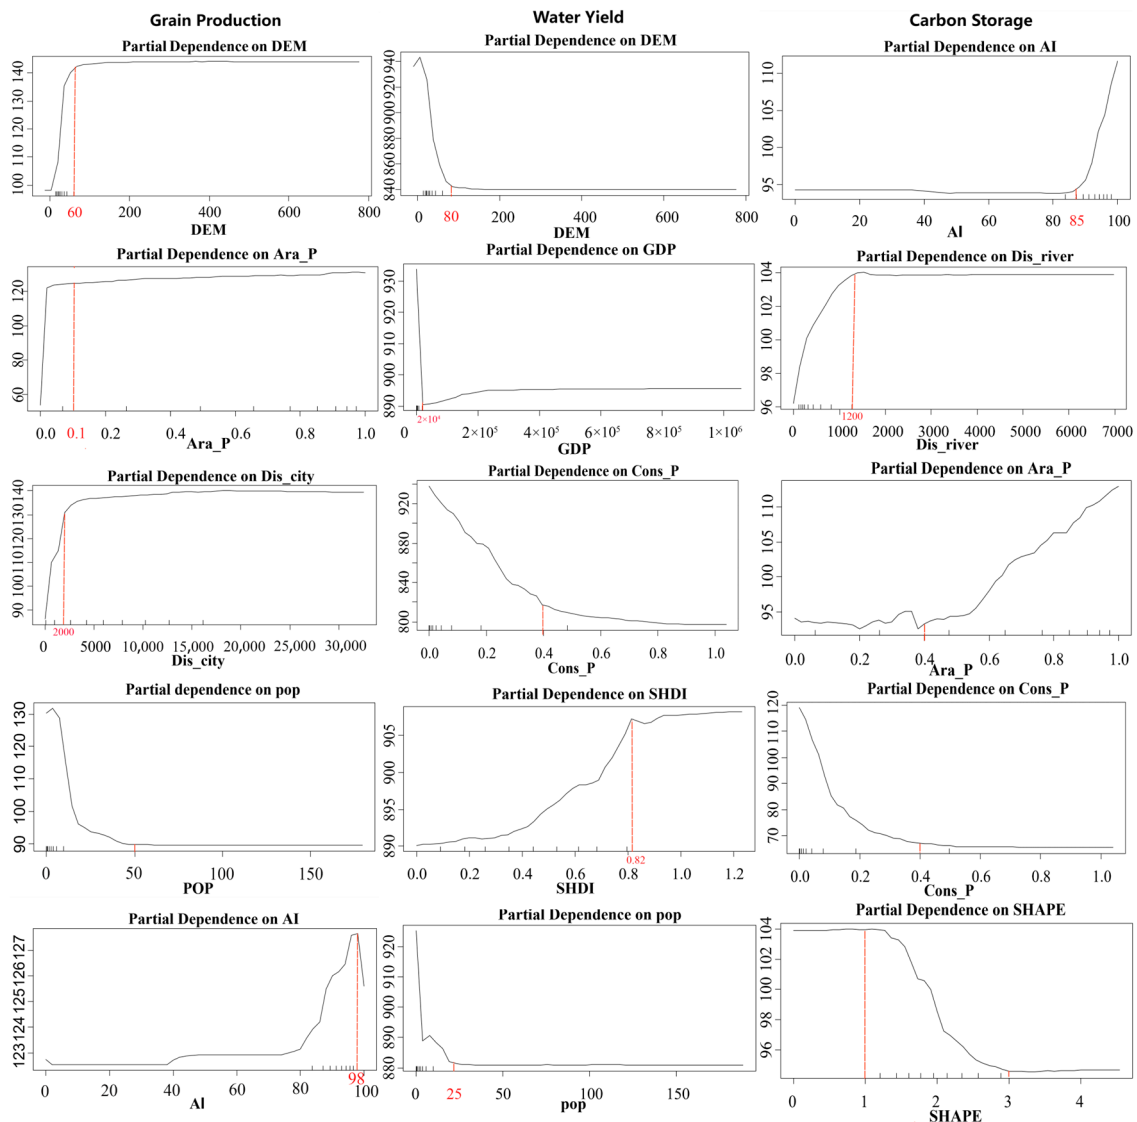 Grain Production
Water Yield
Carbon Storage
Partial Dependence on DEM
100 110 120 130 140
0 60 200 400 600 800
DEM
Partial Dependence on DEM
840 860 880 900 920 940
0 80 200 400 600 800
DEM
Partial Dependence on AI
95 100 105 110
0 20 40 60 85 100
AI
Partial Dependence on Ara_P
60 80 100 120
0.0 0.1 0.2 0.4 0.6 0.8 1.0
Ara_P
Partial Dependence on GDP
890 900 910 920 930
0 2×10⁴ 2×10⁵ 4×10⁵ 6×10⁵ 8×10⁵ 1×10⁶
GDP
Partial Dependence on Dis_river
96 98 100 102 104
0 1000 1200 2000 3000 4000 5000 6000 7000
Dis_river
Partial Dependence on Dis_city
90 100 110 120 130 140
2000
0 5000 10,000 15,000 20,000 25,000 30,000
Dis_city
Partial Dependence on Cons_P
800 840 880 920
0.0 0.2 0.4 0.6 0.8 1.0
Cons_P
Partial Dependence on Ara_P
95 100 105 110
0.0 0.2 0.4 0.6 0.8 1.0
Ara_P
Partial dependence on pop
90 100 110 120 130
0 50 100 150
POP
Partial Dependence on SHDI
890 895 900 905
0.82
0.0 0.2 0.4 0.6 0.8 1.0 1.2
SHDI
Partial Dependence on Cons_P
70 80 90 100 110 120
0.0 0.2 0.4 0.6 0.8 1.0
Cons_P
Partial Dependence on AI
123 124 125 126 127
0 20 40 60 80 98 100
AI
Partial Dependence on pop
880 890 900 910 920
0 25 50 100 150
pop
Partial Dependence on SHAPE
96 98 100 102 104
0 1 2 3 4
SHAPE